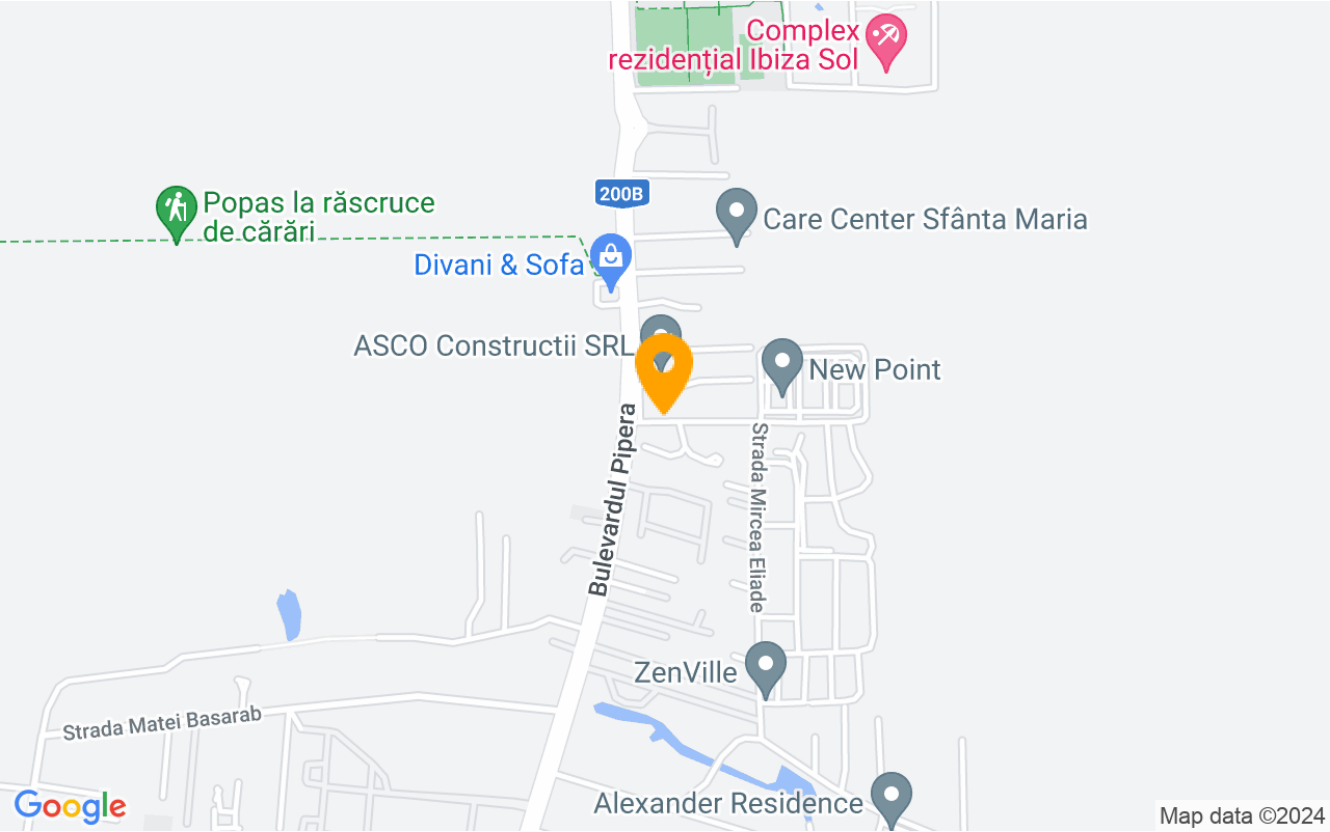 Complex
rezidențial Ibiza Sol
200B
Popas la răscruce
de cărări
Care Center Sfânta Maria
Divani & Sofa
ASCO Constructii SRL
New Point
Bulevardul Pipera
Strada Mircea Eliade
ZenVille
Strada Matei Basarab
Alexander Residence
Google
Map data ©2024